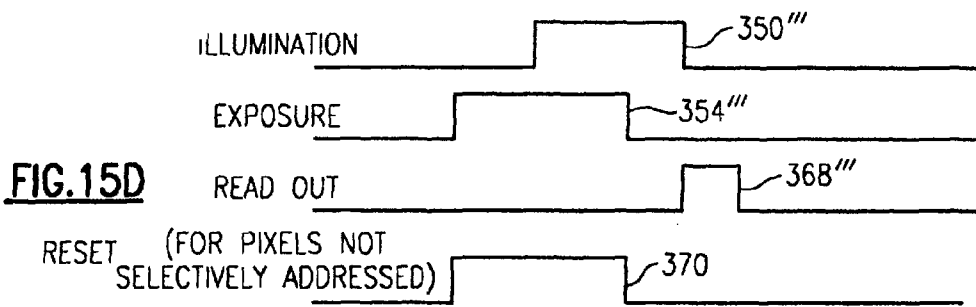 ILLUMINATION
350‴
EXPOSURE
354‴
FIG.15D
READ OUT
368‴
RESET (FOR PIXELS NOT
SELECTIVELY ADDRESSED)
370